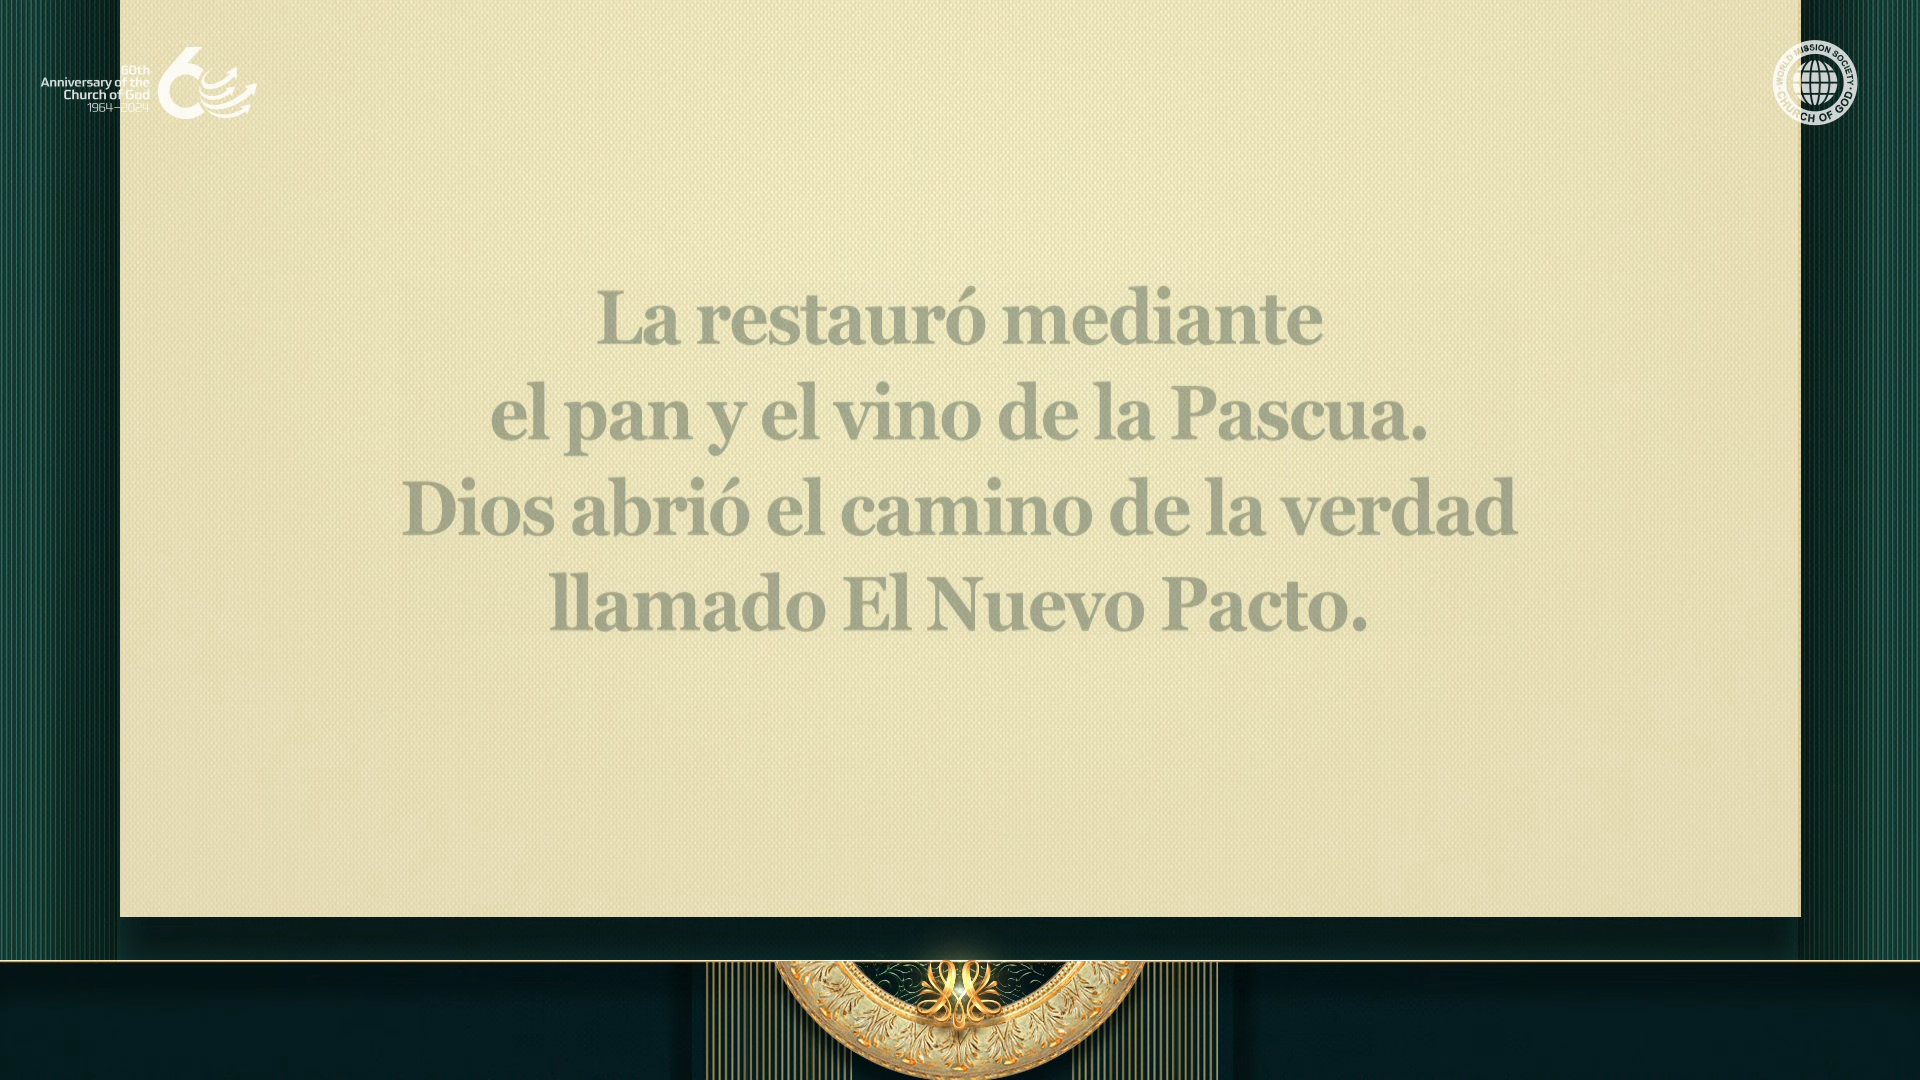 60th
Anniversary of the
Church of God
1964–2024
WORLD MISSION SOCIETY
CHURCH OF GOD
La restauró mediante
el pan y el vino de la Pascua.
Dios abrió el camino de la verdad
llamado El Nuevo Pacto.